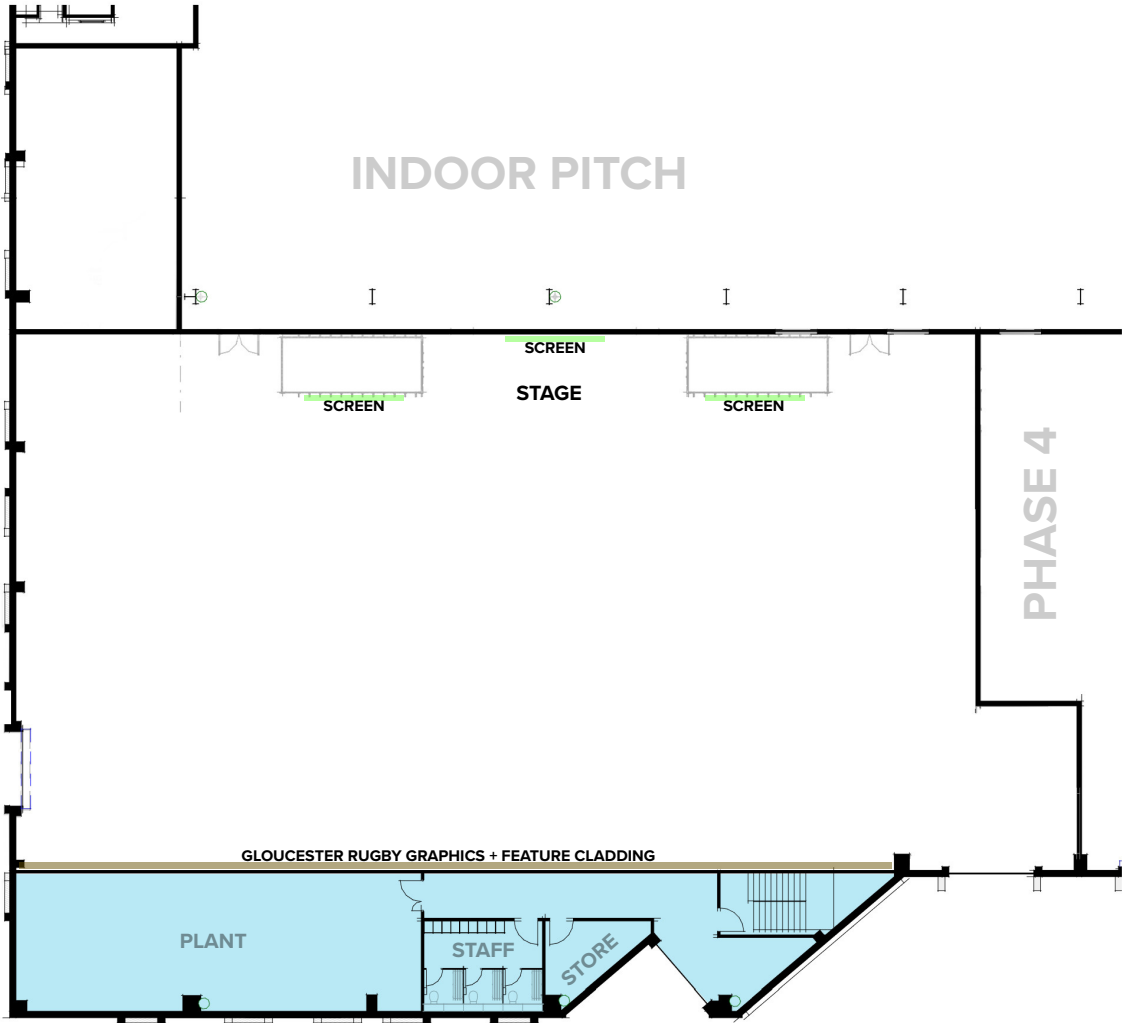 INDOOR PITCH
SCREEN
STAGE
SCREEN
SCREEN
PHASE 4
GLOUCESTER RUGBY GRAPHICS + FEATURE CLADDING
PLANT
STAFF
STORE